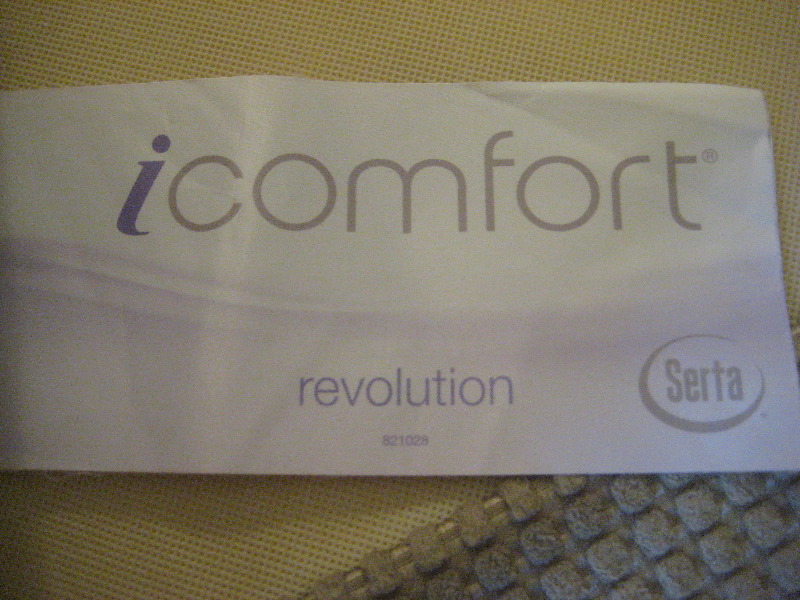 icomfort®
revolution
Serta
821028